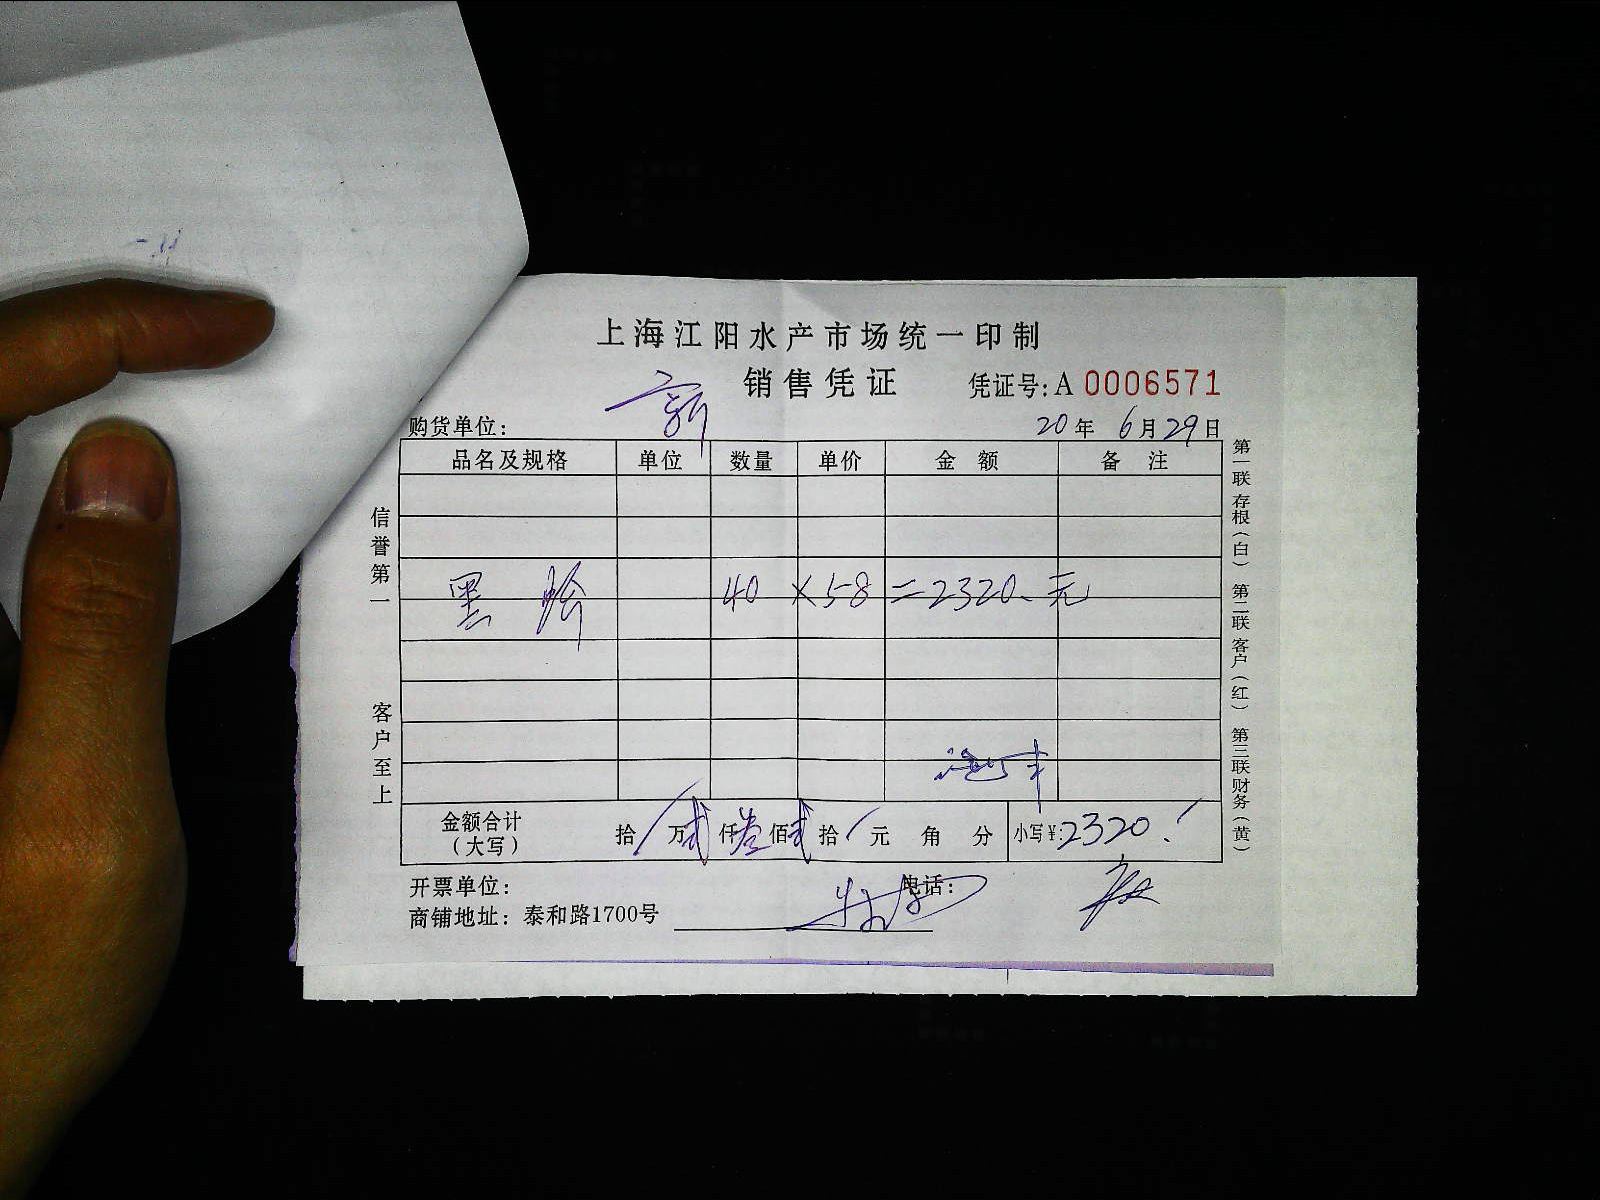 上海江阳水产市场统一印制
销售凭证 凭证号:A 0006571
购货单位: 20年 6月29日
品名及规格 单位 数量 单价 金额 备注
黑 40 ×58 =2320、元
金额合计(大写) 拾/万贰仟叁佰贰拾/元 角 分 小写¥:2320.
开票单位: 电话:
商铺地址:泰和路1700号
信誉第一 客户至上
第一联存根(白) 第二联客户(红) 第三联财务(黄)